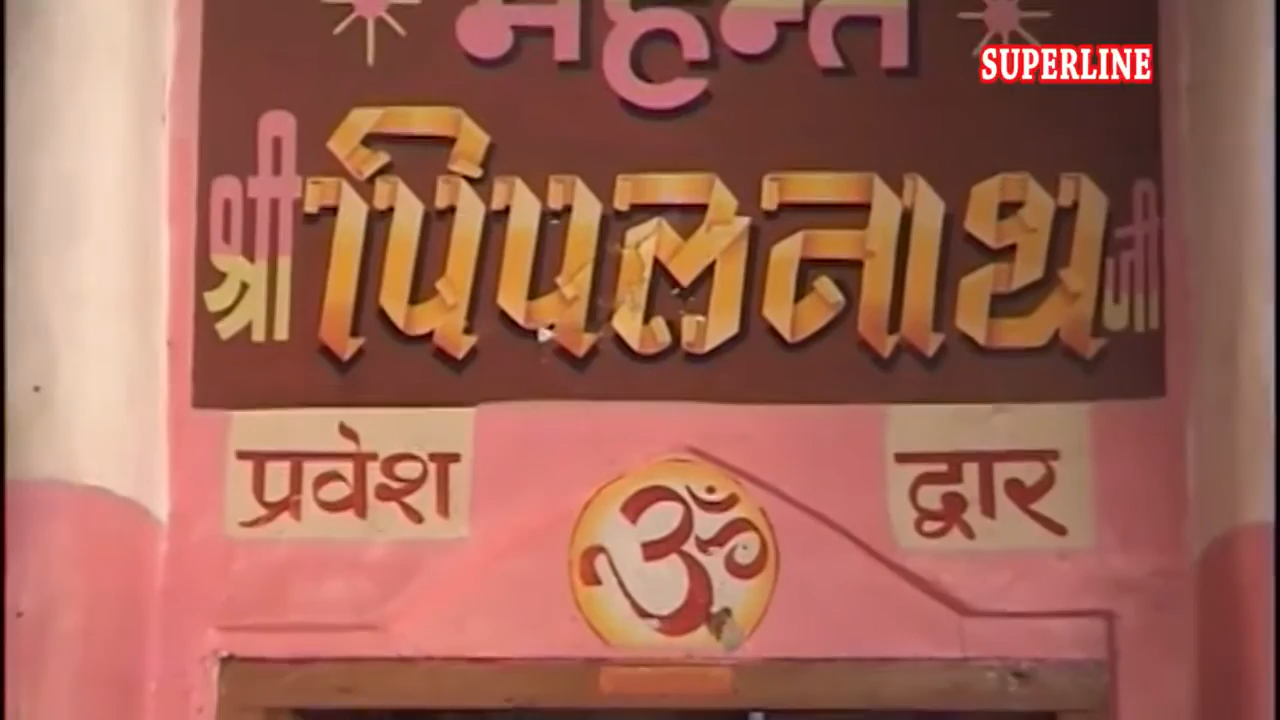 महन्त
SUPERLINE
श्री पिपलनाथ जी
प्रवेश द्वार
ॐ